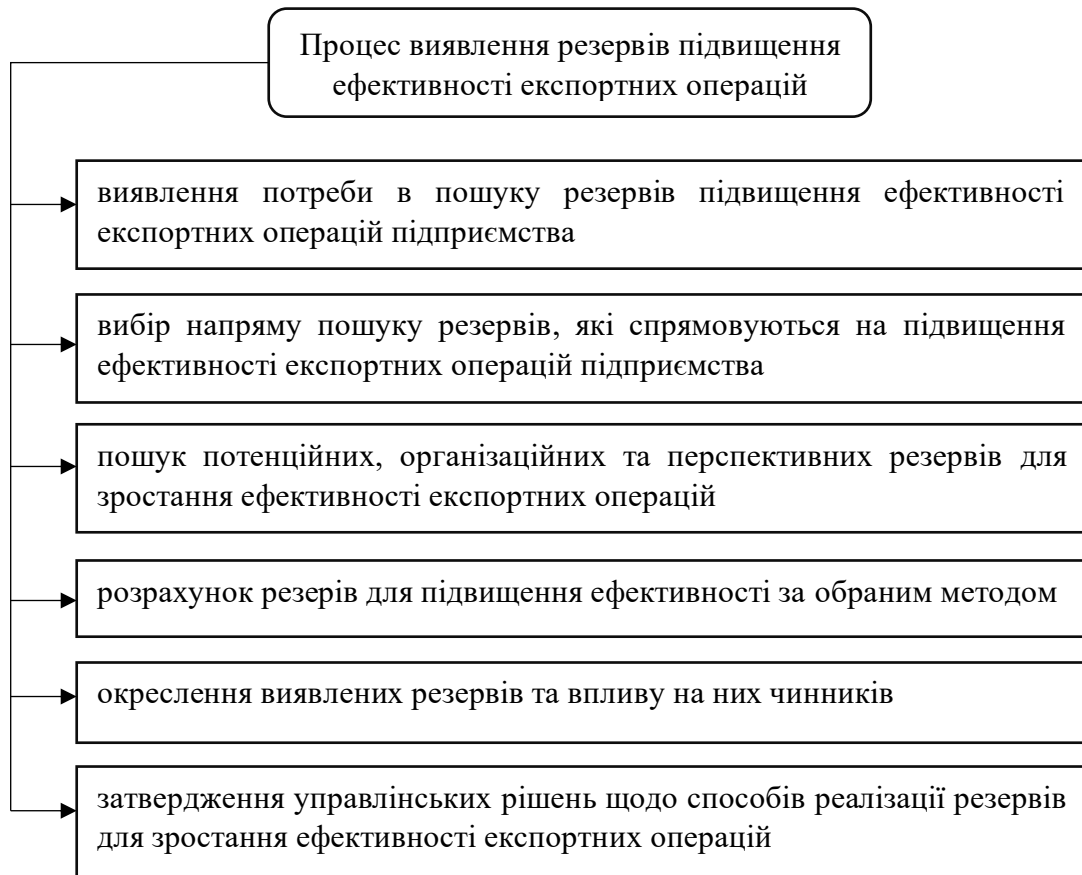 Процес виявлення резервів підвищення
ефективності експортних операцій
виявлення потреби в пошуку резервів підвищення ефективності
експортних операцій підприємства
вибір напряму пошуку резервів, які спрямовуються на підвищення
ефективності експортних операцій підприємства
пошук потенційних, організаційних та перспективних резервів для
зростання ефективності експортних операцій
розрахунок резерів для підвищення ефективності за обраним методом
окреслення виявлених резервів та впливу на них чинників
затвердження управлінських рішень щодо способів реалізації резервів
для зростання ефективності експортних операцій